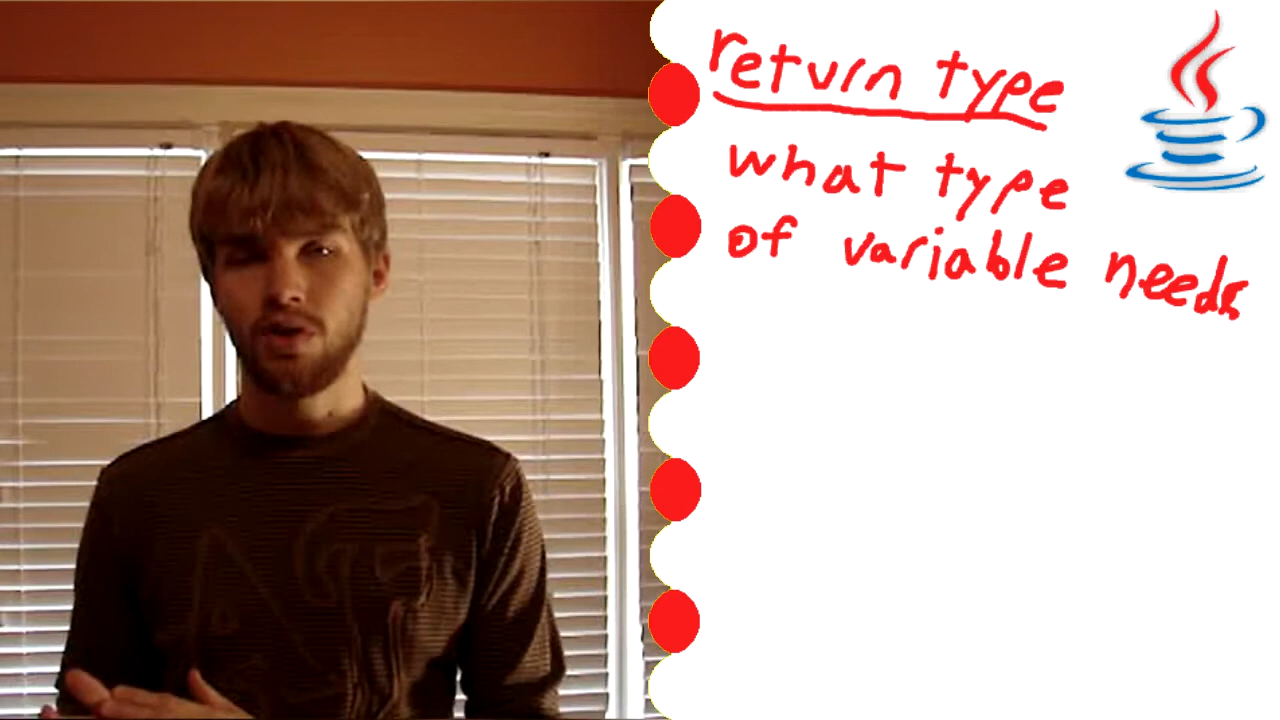 return type
what type
of variable needs